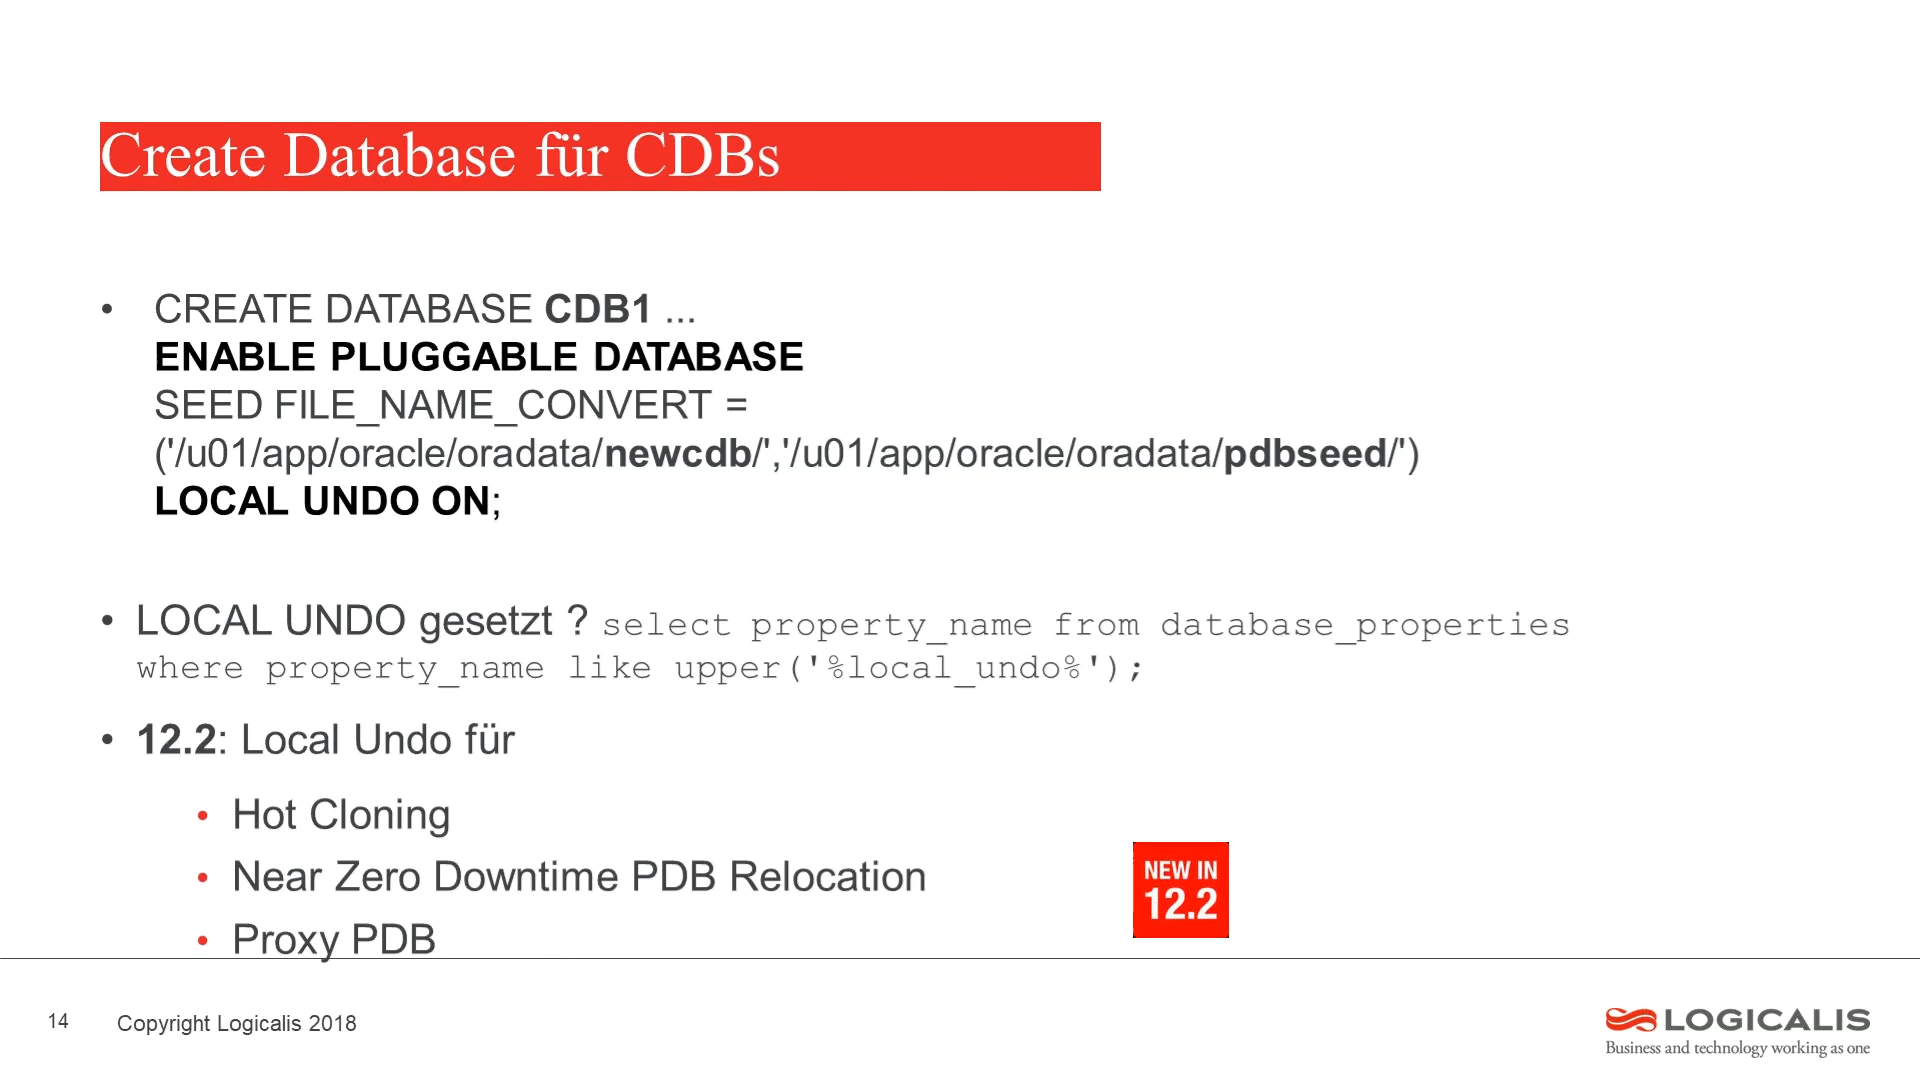 Create Database für CDBs
• CREATE DATABASE CDB1 ...
ENABLE PLUGGABLE DATABASE
SEED FILE_NAME_CONVERT =
('/u01/app/oracle/oradata/newcdb/','/u01/app/oracle/oradata/pdbseed/')
LOCAL UNDO ON;
• LOCAL UNDO gesetzt ? select property_name from database_properties
where property_name like upper('%local_undo%');
• 12.2: Local Undo für
• Hot Cloning
• Near Zero Downtime PDB Relocation
• Proxy PDB
NEW IN
12.2
14 Copyright Logicalis 2018
LOGICALIS
Business and technology working as one